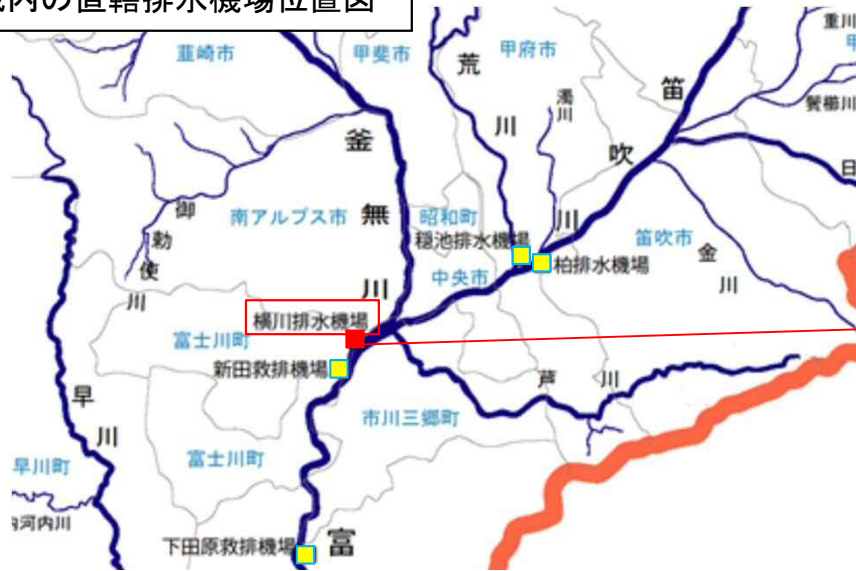 内の直轄排水機場位置図
韮崎市
甲斐市
荒川
甲府市
重川
笛吹川
濁川
釜無川
御勅使川
南アルプス市
昭和町
穏池排水機場
柏排水機場
笛吹市
金川
中央市
横川排水機場
富士川町
新田救排機場
早川
芦川
市川三郷町
早川町
富士川町
河内川
下田原救排機場
富
日